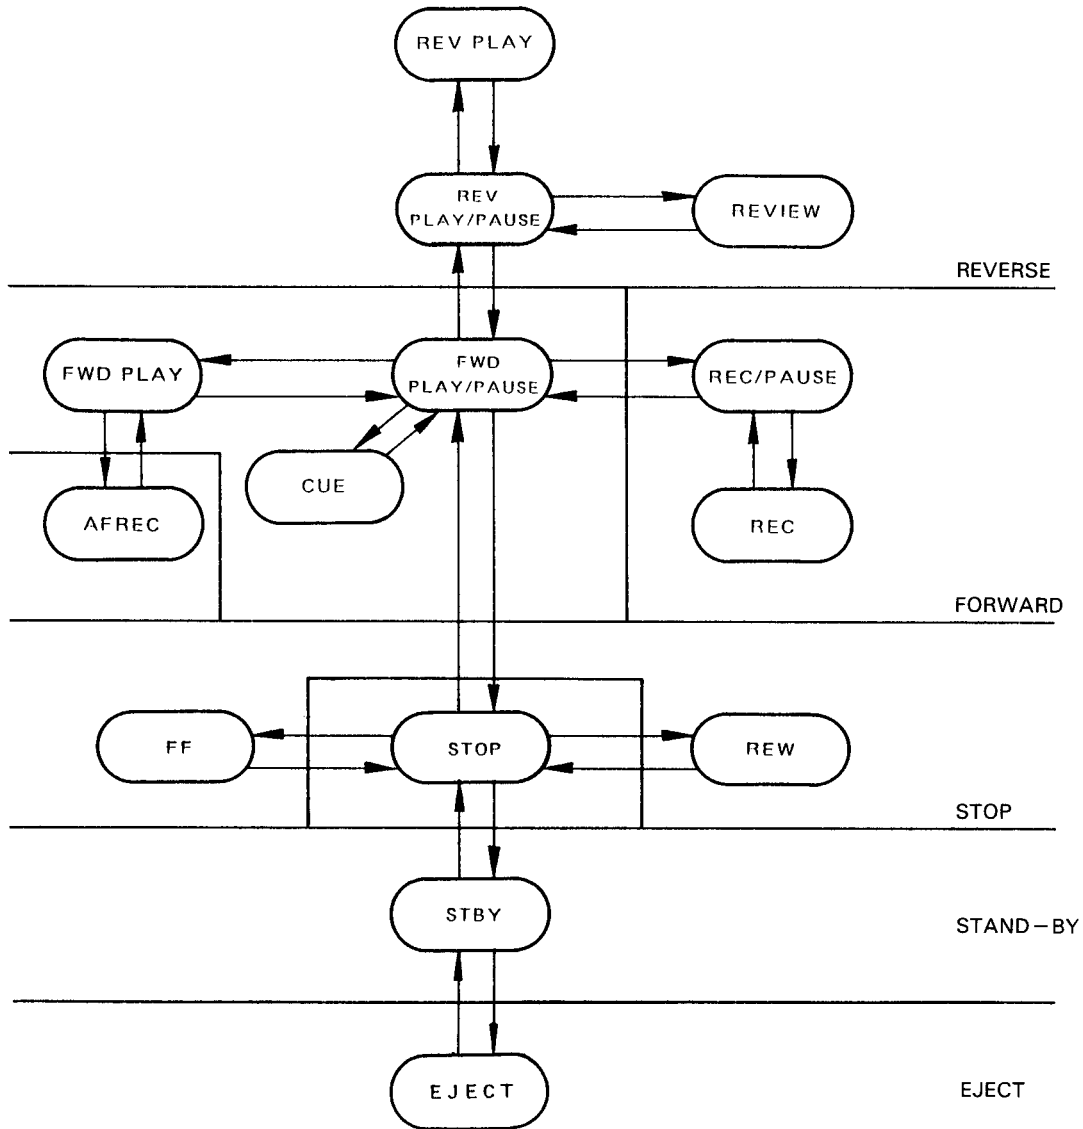 REV PLAY
REV
PLAY/PAUSE
REVIEW
REVERSE
FWD PLAY
FWD
PLAY/PAUSE
REC/PAUSE
CUE
AFREC
REC
FORWARD
FF
STOP
REW
STOP
STBY
STAND-BY
EJECT
EJECT